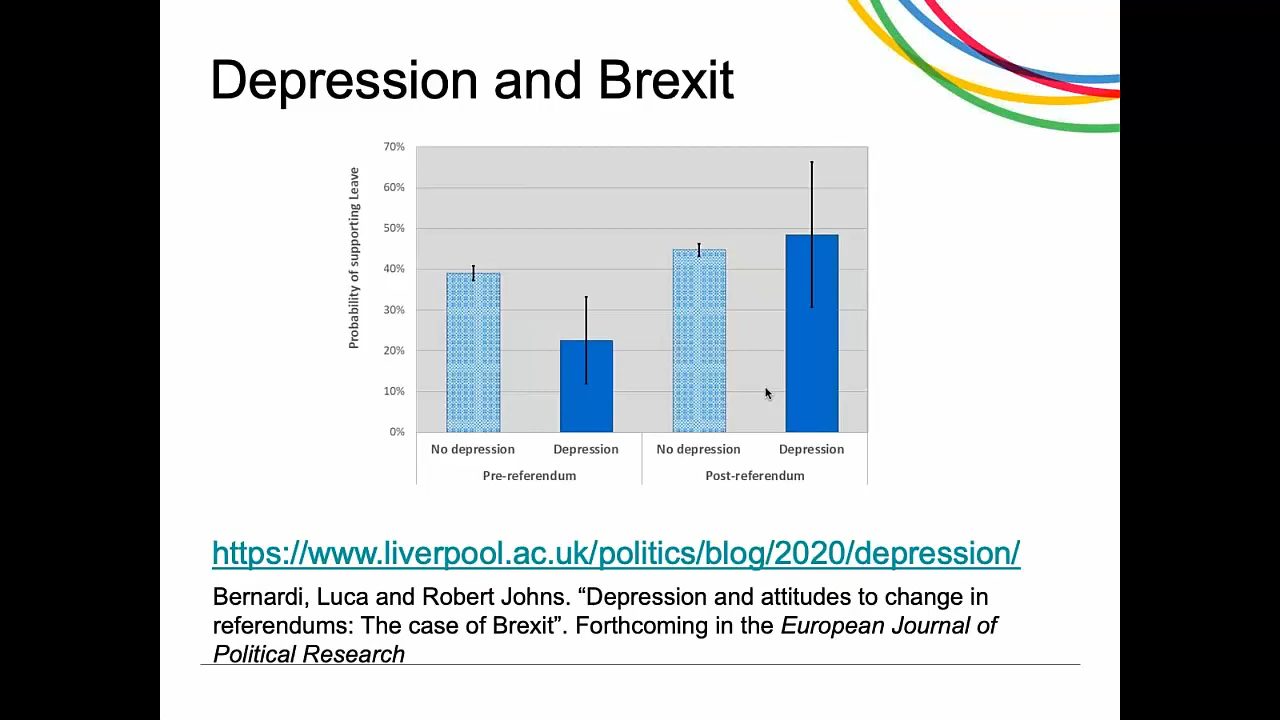 Depression and Brexit
Probability of supporting Leave
70%
60%
50%
40%
30%
20%
10%
0%
No depression
Depression
No depression
Depression
Pre-referendum
Post-referendum
https://www.liverpool.ac.uk/politics/blog/2020/depression/
Bernardi, Luca and Robert Johns. “Depression and attitudes to change in
referendums: The case of Brexit”. Forthcoming in the European Journal of
Political Research